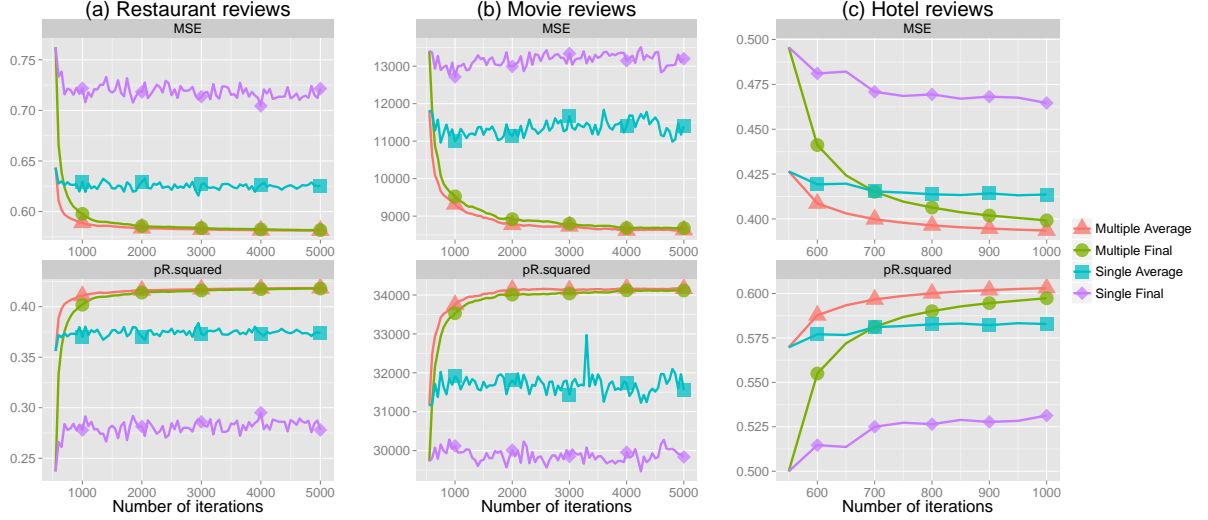 (a) Restaurant reviews
MSE
0.75
0.70
0.65
0.60
pR.squared
0.40
0.35
0.30
0.25
1000 2000 3000 4000 5000
Number of iterations
(b) Movie reviews
MSE
13000
12000
11000
10000
9000
pR.squared
34000
33000
32000
31000
30000
1000 2000 3000 4000 5000
Number of iterations
(c) Hotel reviews
MSE
0.500
0.475
0.450
0.425
0.400
pR.squared
0.600
0.575
0.550
0.525
0.500
600 700 800 900 1000
Number of iterations
Multiple Average
Multiple Final
Single Average
Single Final